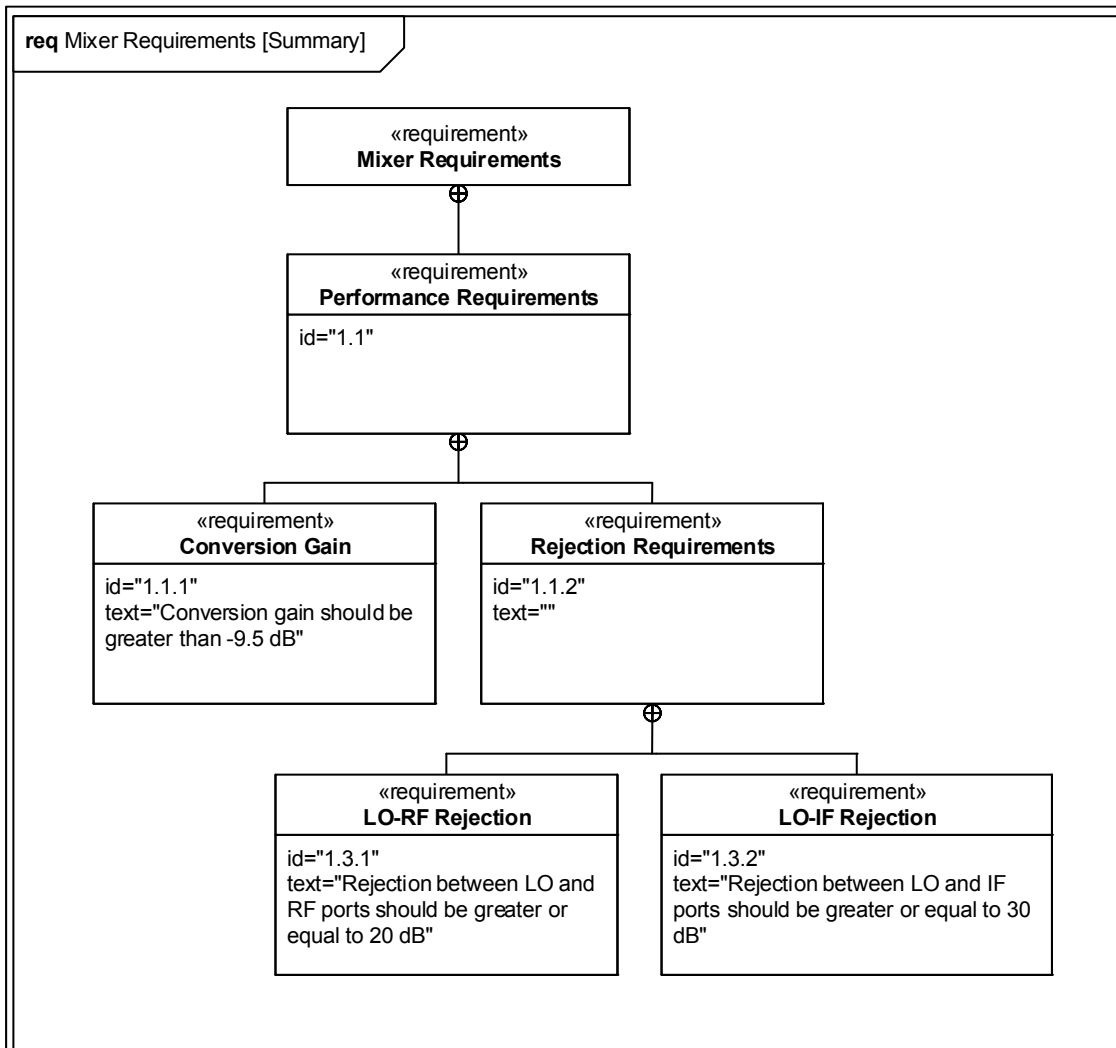 req Mixer Requirements [Summary]
«requirement»
Mixer Requirements
«requirement»
Performance Requirements
id="1.1"
«requirement»
Conversion Gain
id="1.1.1"
text="Conversion gain should be
greater than -9.5 dB"
«requirement»
Rejection Requirements
id="1.1.2"
text=""
«requirement»
LO-RF Rejection
id="1.3.1"
text="Rejection between LO and
RF ports should be greater or
equal to 20 dB"
«requirement»
LO-IF Rejection
id="1.3.2"
text="Rejection between LO and IF
ports should be greater or equal to 30
dB"